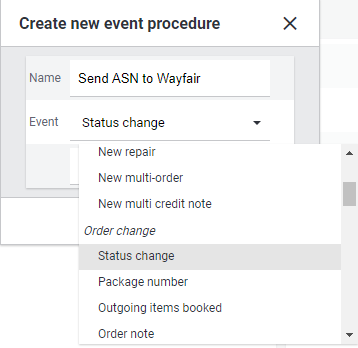 Create new event procedure
Name Send ASN to Wayfair
Event Status change
New repair
New multi-order
New multi credit note
Order change
Status change
Package number
Outgoing items booked
Order note